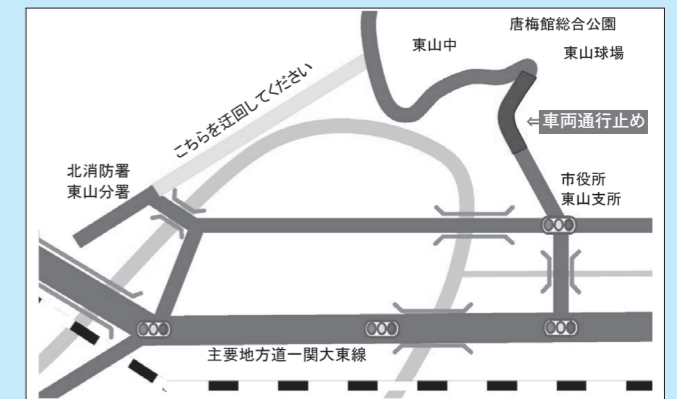 唐梅館総合公園
東山中
東山球場
こちらを迂回してください
⇐車両通行止め
北消防署
東山分署
市役所
東山支所
主要地方道一関大東線